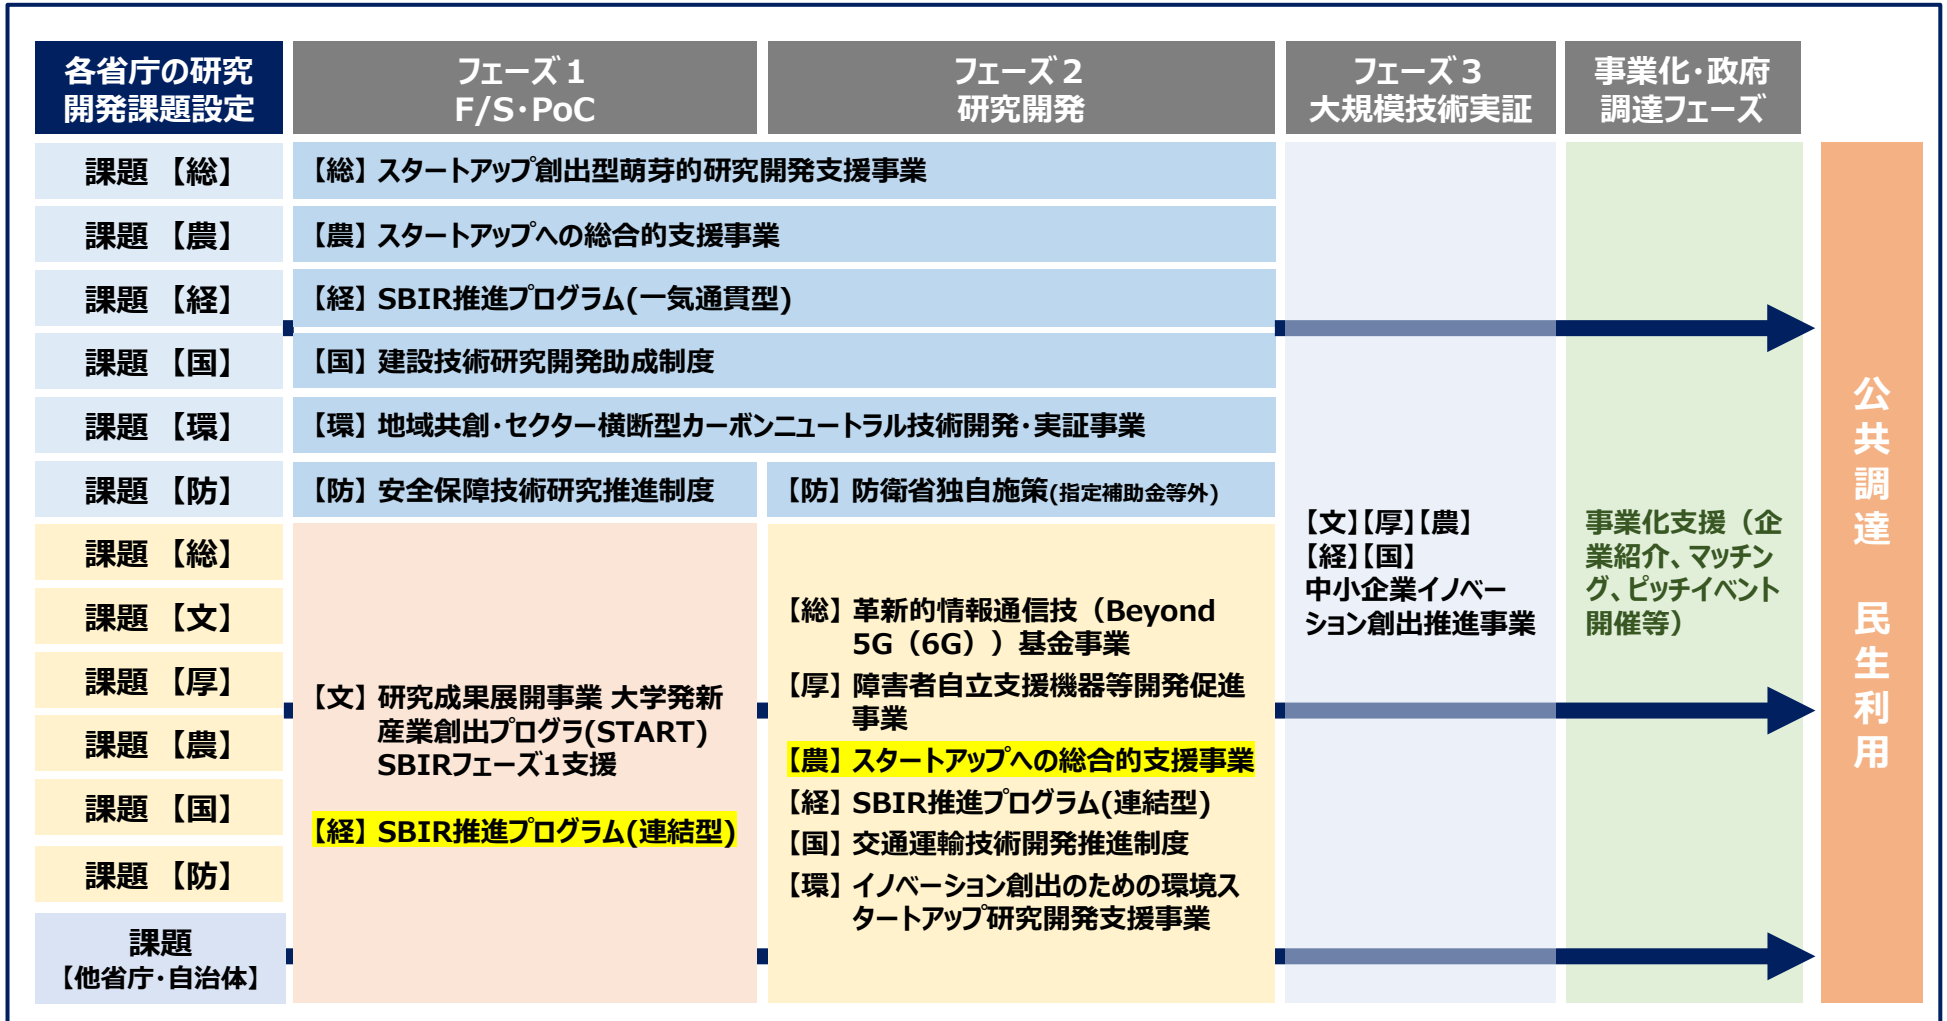 各省庁の研究
開発課題設定
フェーズ1
F/S・PoC
フェーズ2
研究開発
フェーズ3
大規模技術実証
事業化・政府
調達フェーズ
課題 【総】
【総】 スタートアップ創出型萌芽的研究開発支援事業
課題 【農】
【農】 スタートアップへの総合的支援事業
課題 【経】
【経】 SBIR推進プログラム(一気通貫型)
課題 【国】
【国】 建設技術研究開発助成制度
課題 【環】
【環】 地域共創・セクター横断型カーボンニュートラル技術開発・実証事業
課題 【防】
【防】 安全保障技術研究推進制度
【防】 防衛省独自施策(指定補助金等外)
課題 【総】
課題 【文】
課題 【厚】
課題 【農】
課題 【国】
課題 【防】
課題
【他省庁・自治体】
【文】 研究成果展開事業 大学発新
産業創出プログラ(START)
SBIRフェーズ1支援
【経】 SBIR推進プログラム(連結型)
【総】 革新的情報通信技（Beyond
5G（6G））基金事業
【厚】 障害者自立支援機器等開発促進
事業
【農】 スタートアップへの総合的支援事業
【経】 SBIR推進プログラム(連結型)
【国】 交通運輸技術開発推進制度
【環】 イノベーション創出のための環境ス
タートアップ研究開発支援事業
【文】【厚】【農】
【経】【国】
中小企業イノベー
ション創出推進事業
事業化支援（企
業紹介、マッチン
グ、ピッチイベント
開催等）
公共調達 民生利用